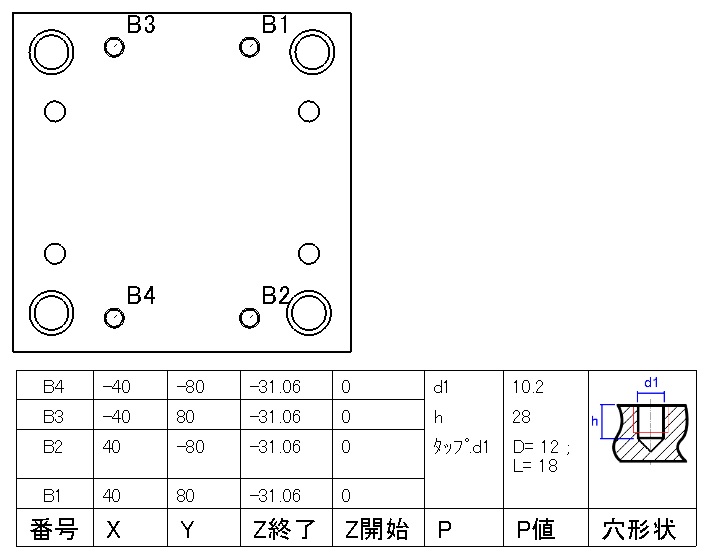 B3 B1
B4 B2
B4 -40 -80 -31.06 0 d1 10.2
B3 -40 80 -31.06 0 h 28
B2 40 -80 -31.06 0 ﾀｯﾌﾟ.d1 D= 12 ;
L= 18
B1 40 80 -31.06 0
d1
h
番号 X Y Z終了 Z開始 P P値 穴形状